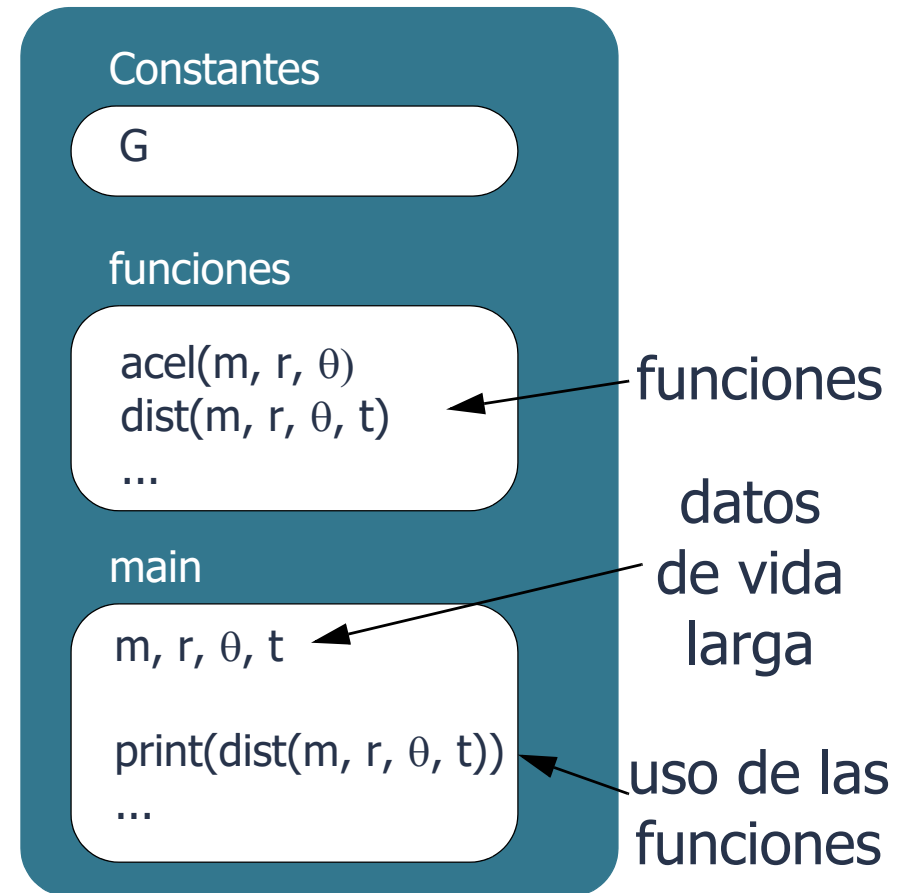 Constantes
G
funciones
acel(m, r, θ)
dist(m, r, θ, t)
...
funciones
main
m, r, θ, t
print(dist(m, r, θ, t))
...
datos
de vida
larga
uso de las
funciones